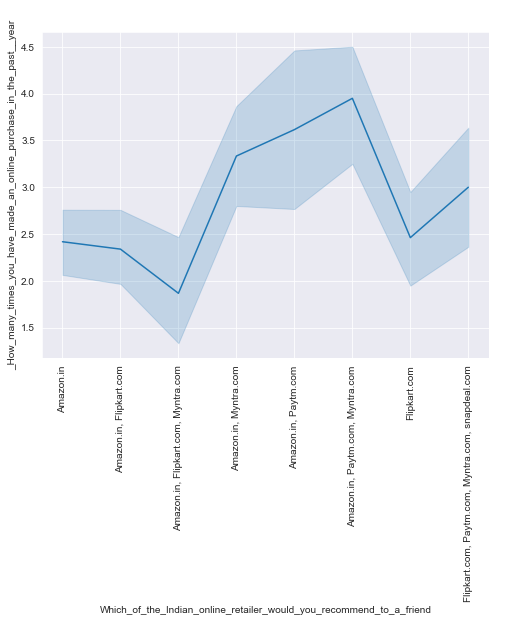 _How_many_times_you_have_made_an_online_purchase_in_the_past__year
4.5
4.0
3.5
3.0
2.5
2.0
1.5
Amazon.in
Amazon.in, Flipkart.com
Amazon.in, Flipkart.com, Myntra.com
Amazon.in, Myntra.com
Amazon.in, Paytm.com
Amazon.in, Paytm.com, Myntra.com
Flipkart.com
Flipkart.com, Paytm.com, Myntra.com, snapdeal.com
Which_of_the_Indian_online_retailer_would_you_recommend_to_a_friend